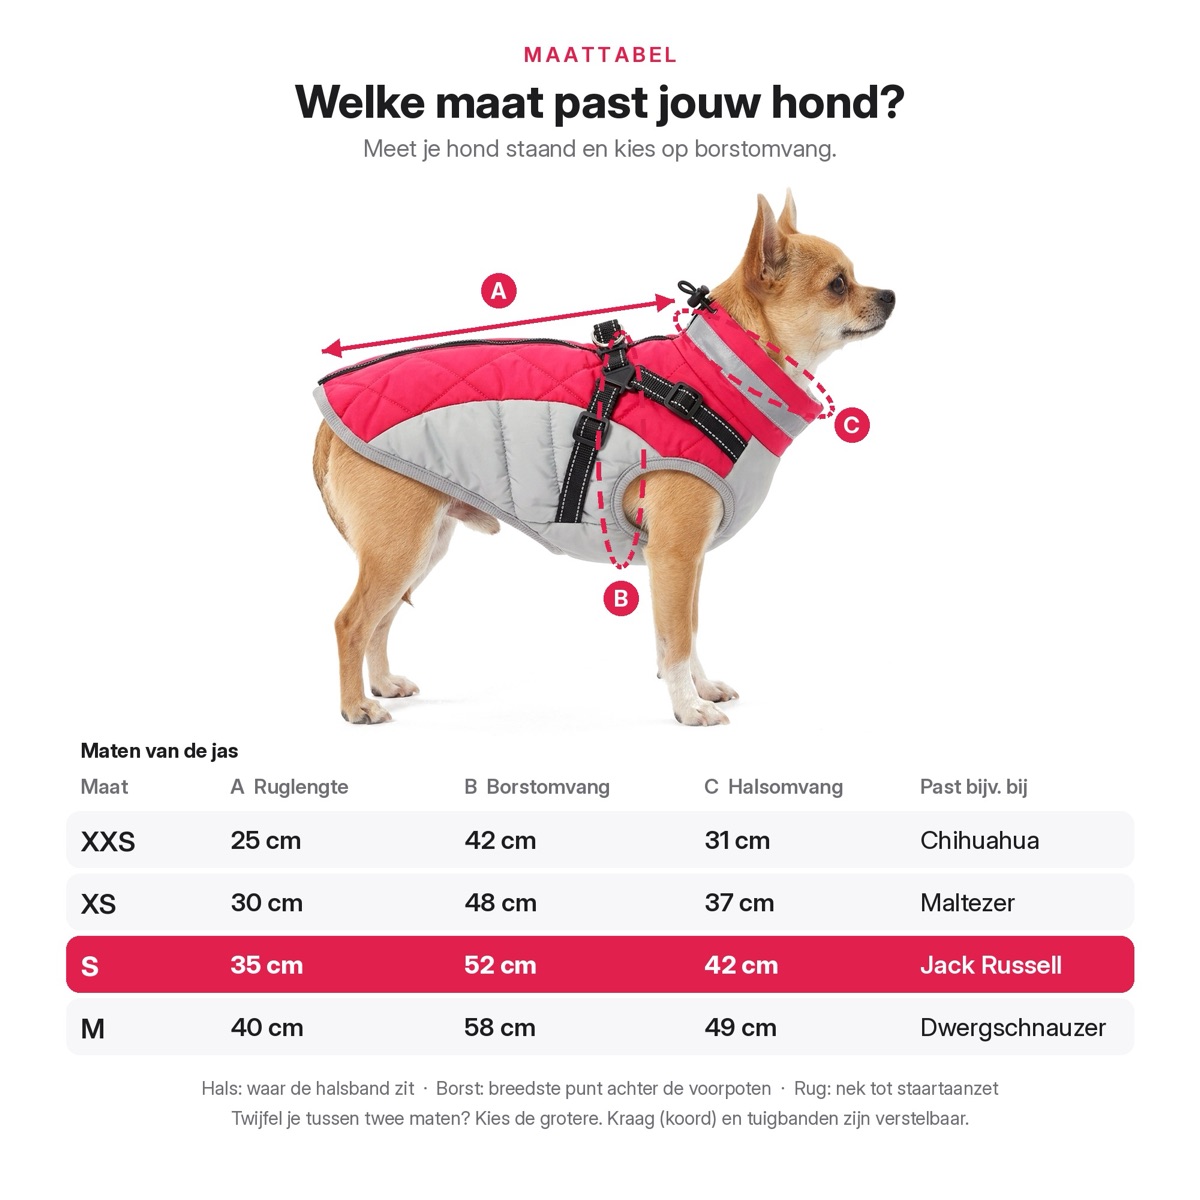 MAATTABEL
Welke maat past jouw hond?
Meet je hond staand en kies op borstomvang.
A
C
B
Maten van de jas
Maat A Ruglengte B Borstomvang C Halsomvang Past bijv. bij
XXS 25 cm 42 cm 31 cm Chihuahua
XS 30 cm 48 cm 37 cm Maltezer
S 35 cm 52 cm 42 cm Jack Russell
M 40 cm 58 cm 49 cm Dwergschnauzer
Hals: waar de halsband zit · Borst: breedste punt achter de voorpoten · Rug: nek tot staartaanzet
Twijfel je tussen twee maten? Kies de grotere. Kraag (koord) en tuigbanden zijn verstelbaar.